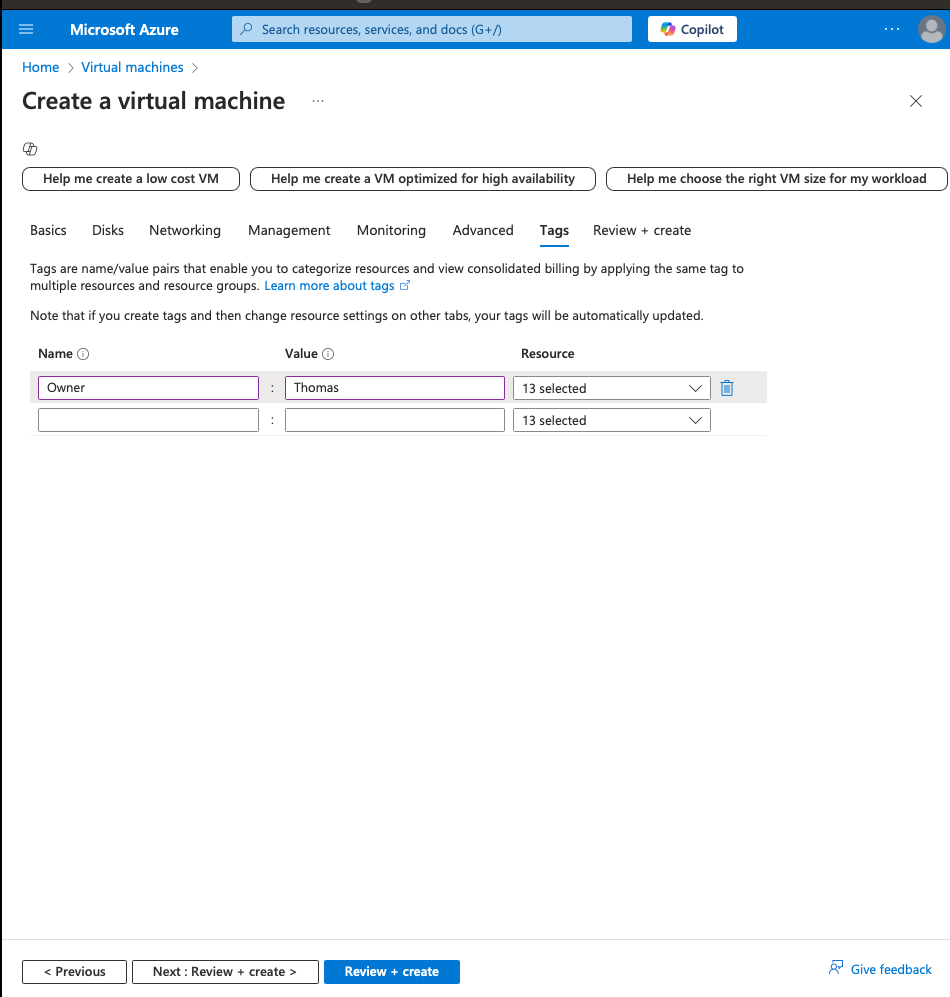 Microsoft Azure
Search resources, services, and docs (G+/)
Copilot
Home > Virtual machines >
Create a virtual machine
Help me create a low cost VM
Help me create a VM optimized for high availability
Help me choose the right VM size for my workload
Basics Disks Networking Management Monitoring Advanced Tags Review + create
Tags are name/value pairs that enable you to categorize resources and view consolidated billing by applying the same tag to
multiple resources and resource groups. Learn more about tags
Note that if you create tags and then change resource settings on other tabs, your tags will be automatically updated.
Name Value Resource
Owner : Thomas 13 selected
: 13 selected
< Previous
Next : Review + create >
Review + create
Give feedback